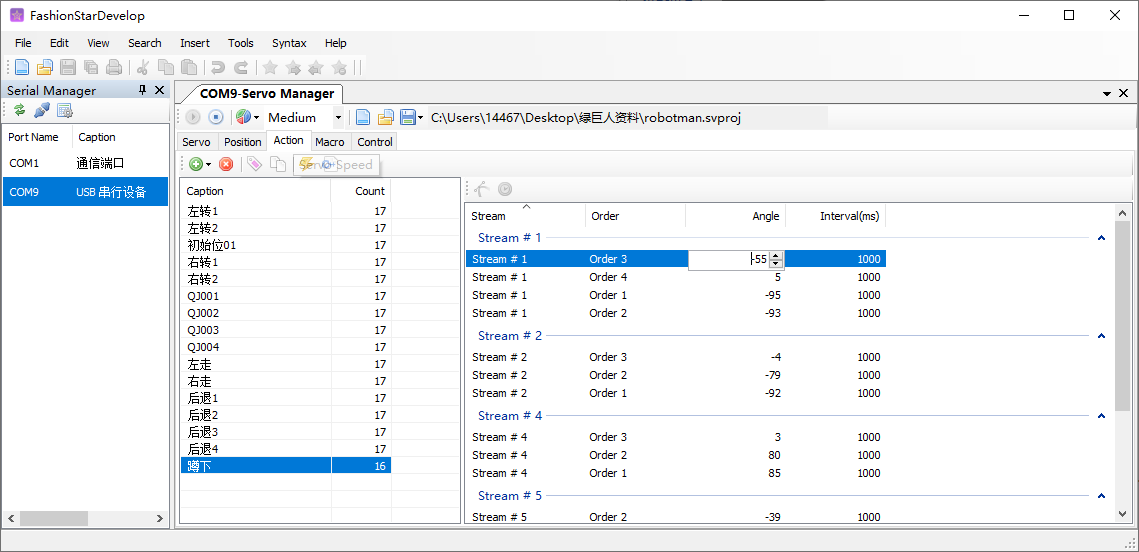 FashionStarDevelop
File Edit View Search Insert Tools Syntax Help
Serial Manager
Port Name Caption
COM1 通信端口
COM9 USB 串行设备
COM9-Servo Manager
Medium C:\Users\14467\Desktop\绿巨人资料\robotman.svproj
Servo Position Action Macro Control
Servo Speed
Caption Count
左转1 17
左转2 17
初始位01 17
右转1 17
右转2 17
QJ001 17
QJ002 17
QJ003 17
QJ004 17
左走 17
右走 17
后退1 17
后退2 17
后退3 17
后退4 17
蹲下 16
Stream Order Angle Interval(ms)
Stream # 1
Stream # 1 Order 3 -55 1000
Stream # 1 Order 4 5 1000
Stream # 1 Order 1 -95 1000
Stream # 1 Order 2 -93 1000
Stream # 2
Stream # 2 Order 3 -4 1000
Stream # 2 Order 2 -79 1000
Stream # 2 Order 1 -92 1000
Stream # 4
Stream # 4 Order 3 3 1000
Stream # 4 Order 2 80 1000
Stream # 4 Order 1 85 1000
Stream # 5
Stream # 5 Order 2 -39 1000